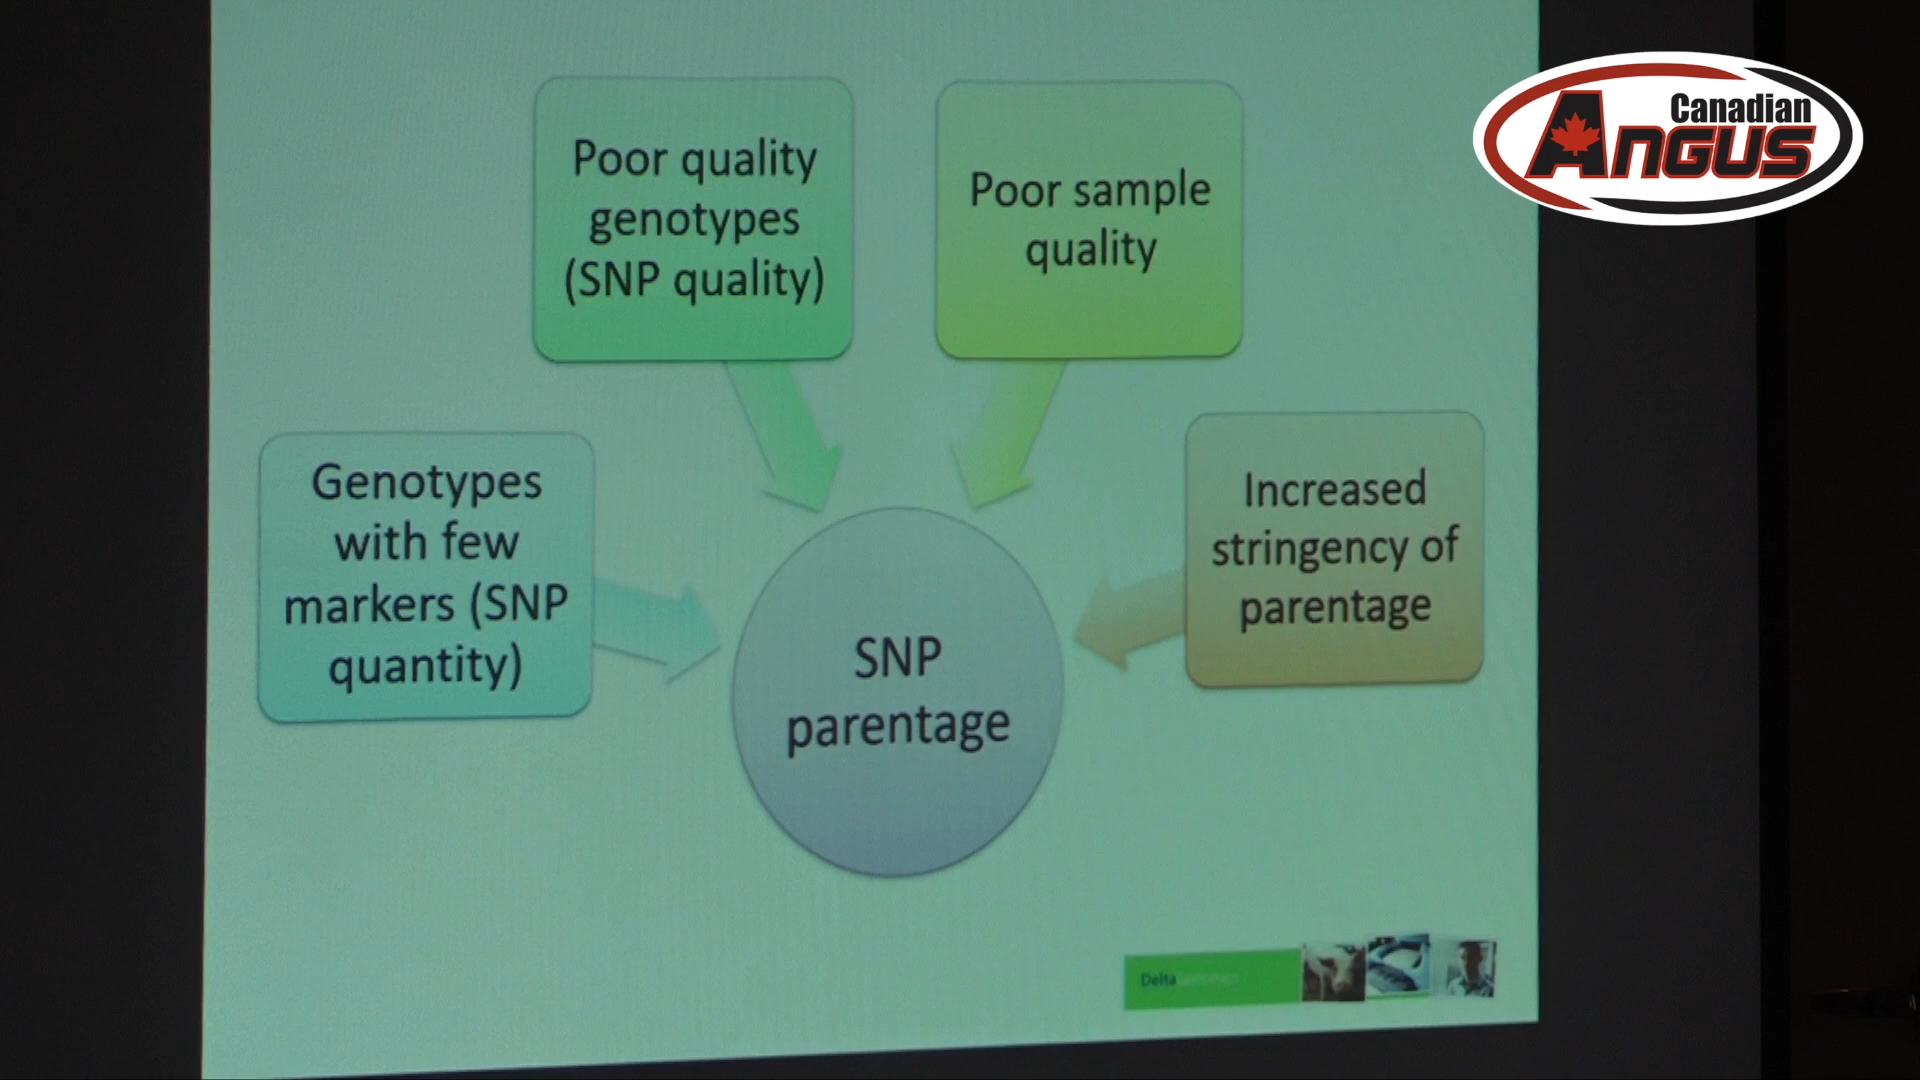 Canadian
ANGUS
Poor quality
genotypes
(SNP quality)
Poor sample
quality
Genotypes
with few
markers (SNP
quantity)
Increased
stringency of
parentage
SNP
parentage
Delta